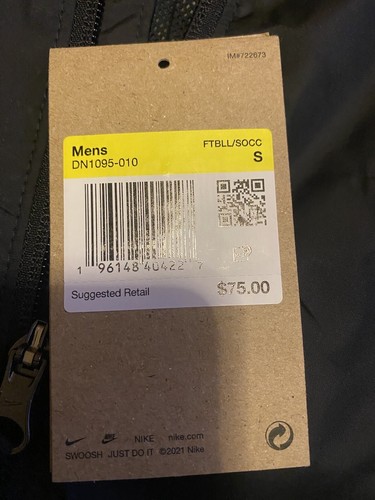 IM#722673
Mens
FTBLL/SOCC
DN1095-010
S
1 96148 40422 7
Suggested Retail
$75.00
NIKE nike.com
SWOOSH JUST DO IT ©2021 Nike